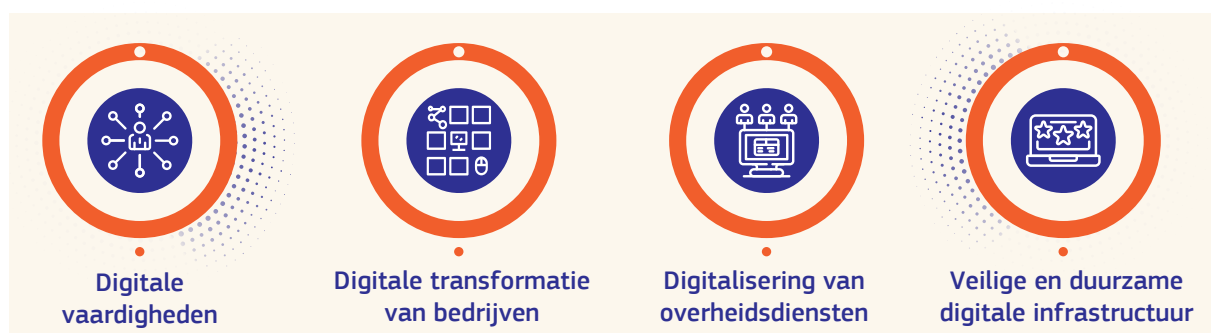 Digitale
vaardigheden
Digitale transformatie
van bedrijven
Digitalisering van
overheidsdiensten
Veilige en duurzame
digitale infrastructuur